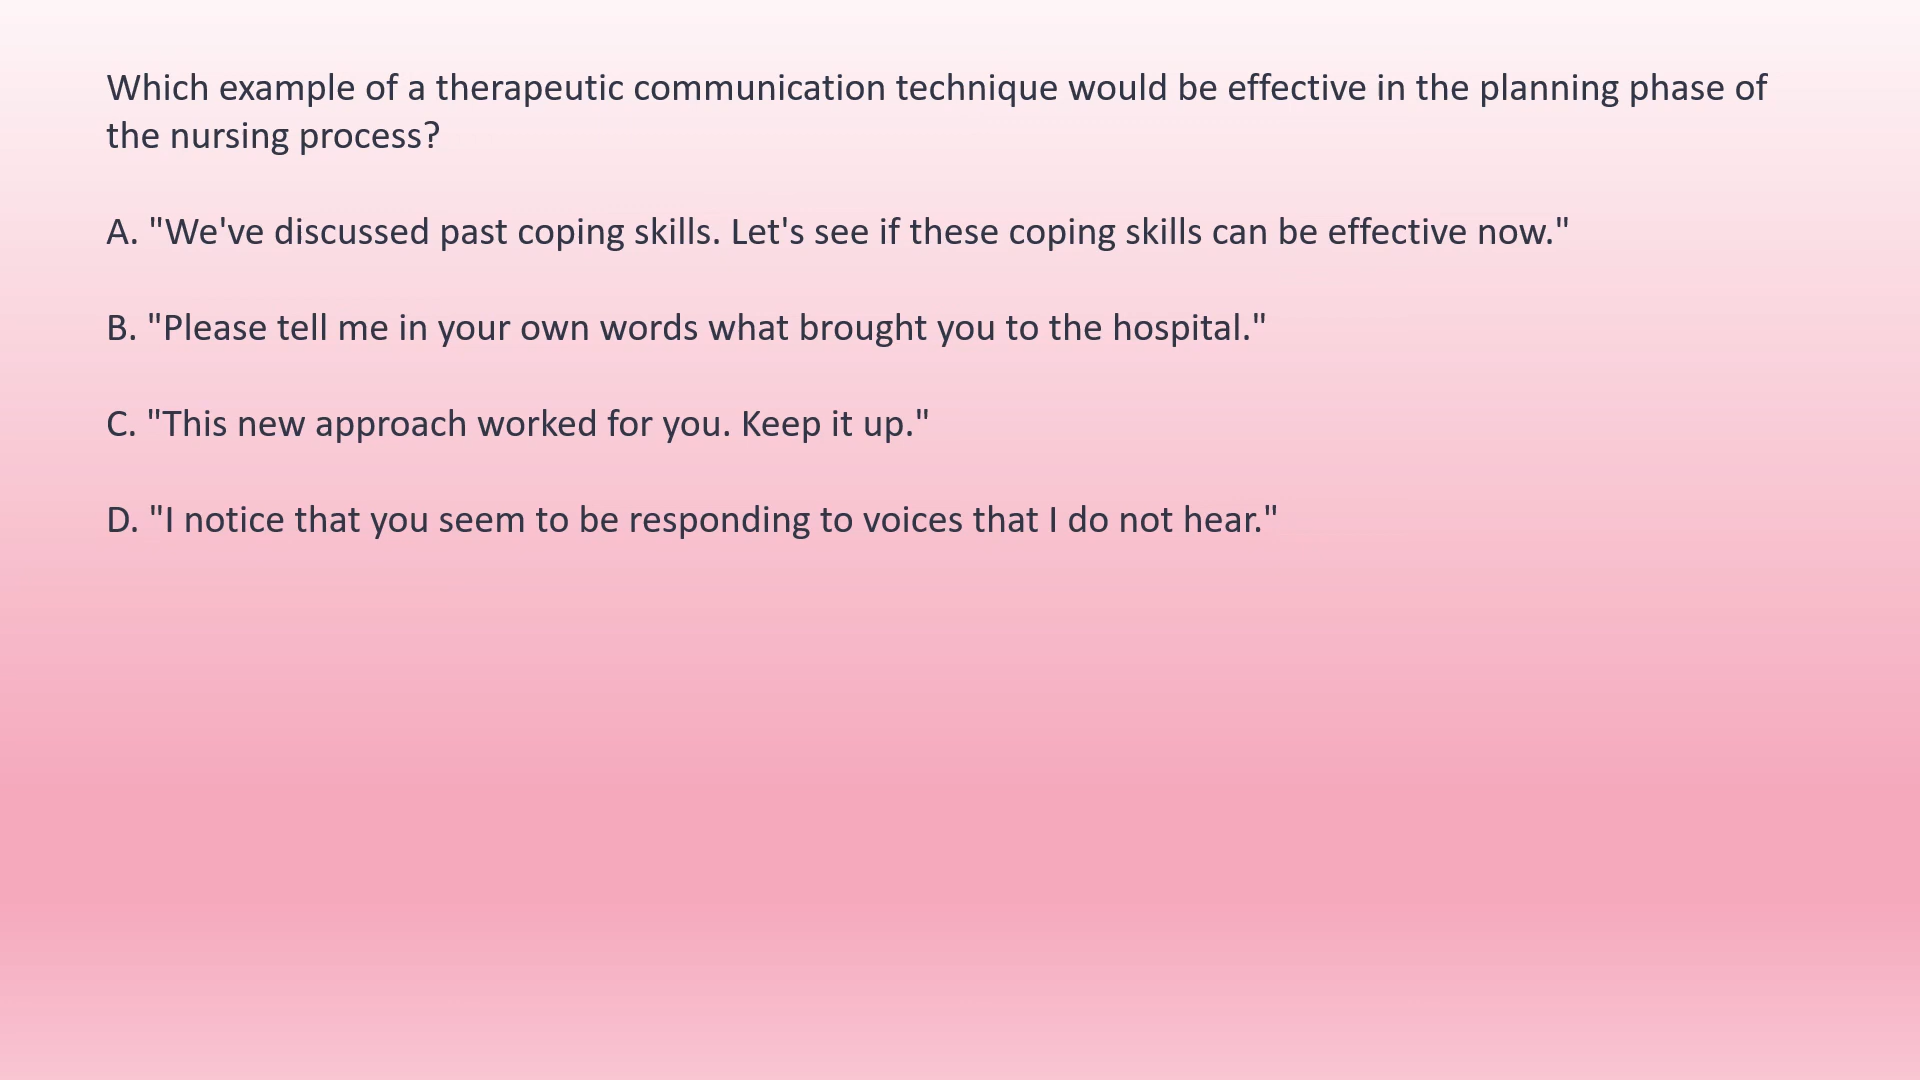 Which example of a therapeutic communication technique would be effective in the planning phase of
the nursing process?
A. "We've discussed past coping skills. Let's see if these coping skills can be effective now."
B. "Please tell me in your own words what brought you to the hospital."
C. "This new approach worked for you. Keep it up."
D. "I notice that you seem to be responding to voices that I do not hear."